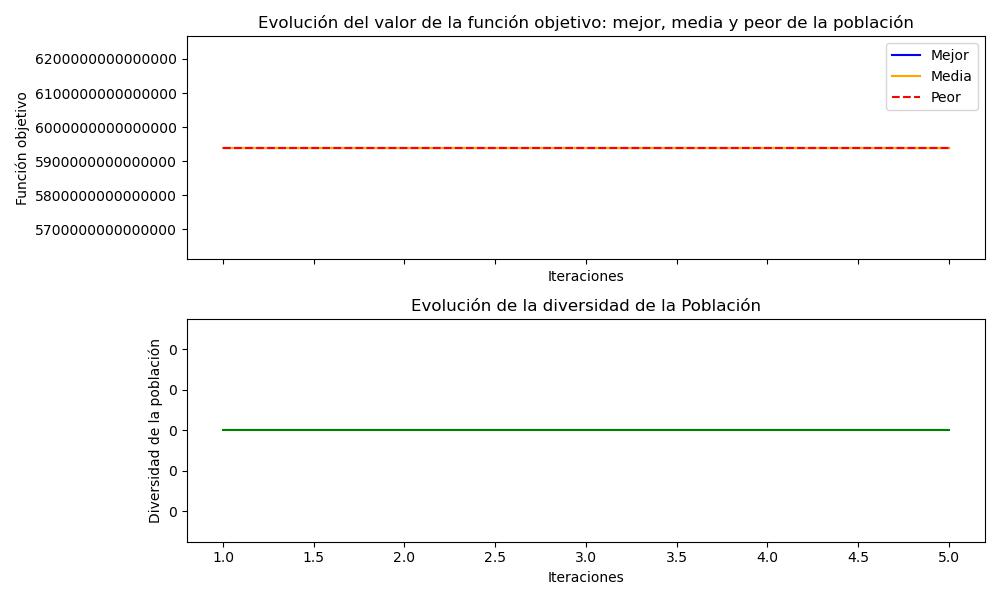 Evolución del valor de la función objetivo: mejor, media y peor de la población
Función objetivo
6200000000000000
6100000000000000
6000000000000000
5900000000000000
5800000000000000
5700000000000000
Mejor
Media
Peor
Iteraciones
Evolución de la diversidad de la Población
Diversidad de la población
0
0
0
0
0
1.0 1.5 2.0 2.5 3.0 3.5 4.0 4.5 5.0
Iteraciones